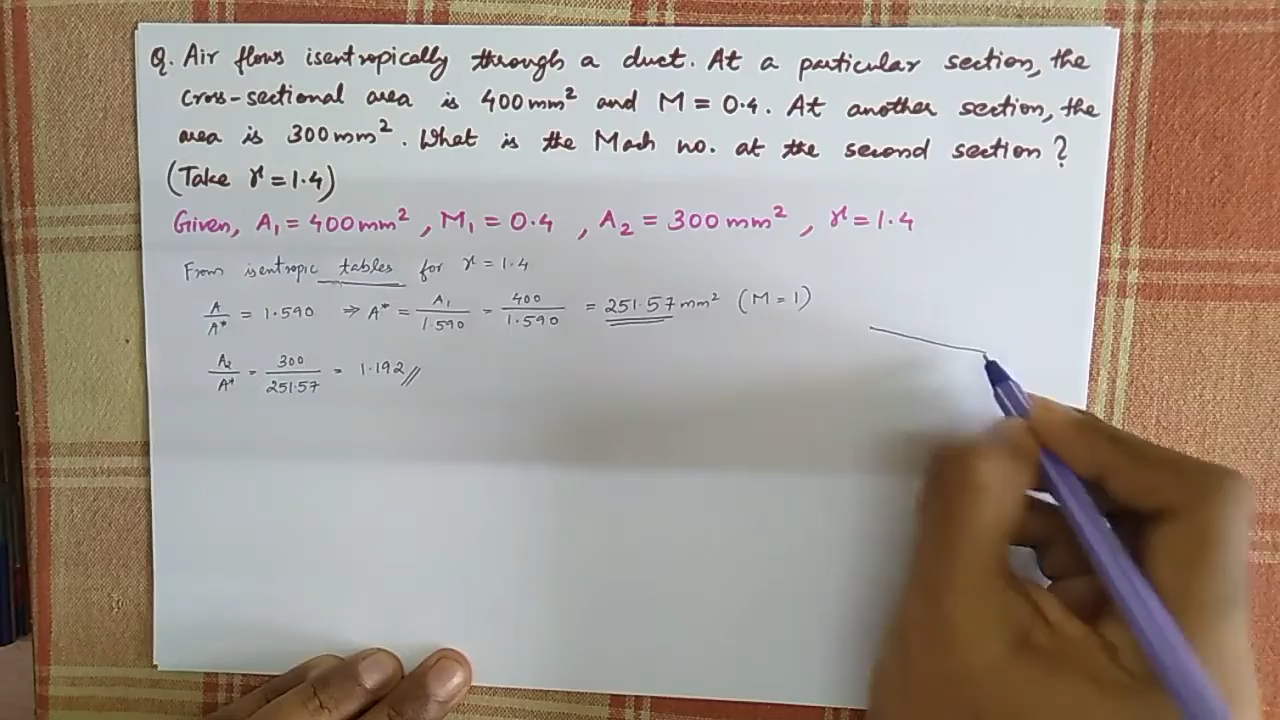 Q. Air flows isentropically through a duct. At a particular section, the
cross-sectional area is 400 mm² and M = 0.4. At another section, the
area is 300 mm². What is the Mach no. at the second section?
(Take γ = 1.4)
Given, A₁ = 400 mm², M₁ = 0.4, A₂ = 300 mm², γ = 1.4
From isentropic tables for γ = 1.4
A/A* = 1.590 ⇒ A* = A₁/1.590 = 400/1.590 = 251.57 mm² (M = 1)
A₂/A* = 300/251.57 = 1.192 //